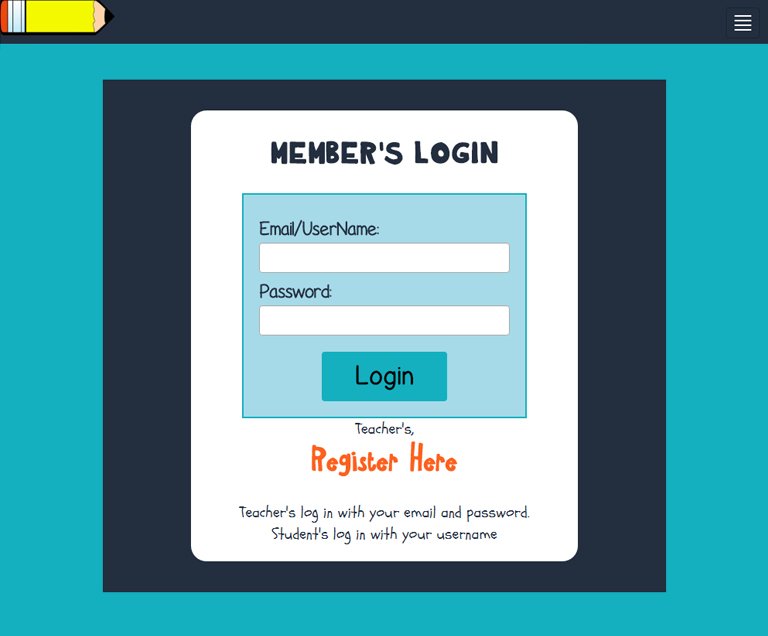 MEMBER'S LOGIN
Email/UserName:
Password:
Login
Teacher's,
Register Here
Teacher's log in with your email and password.
Student's log in with your username